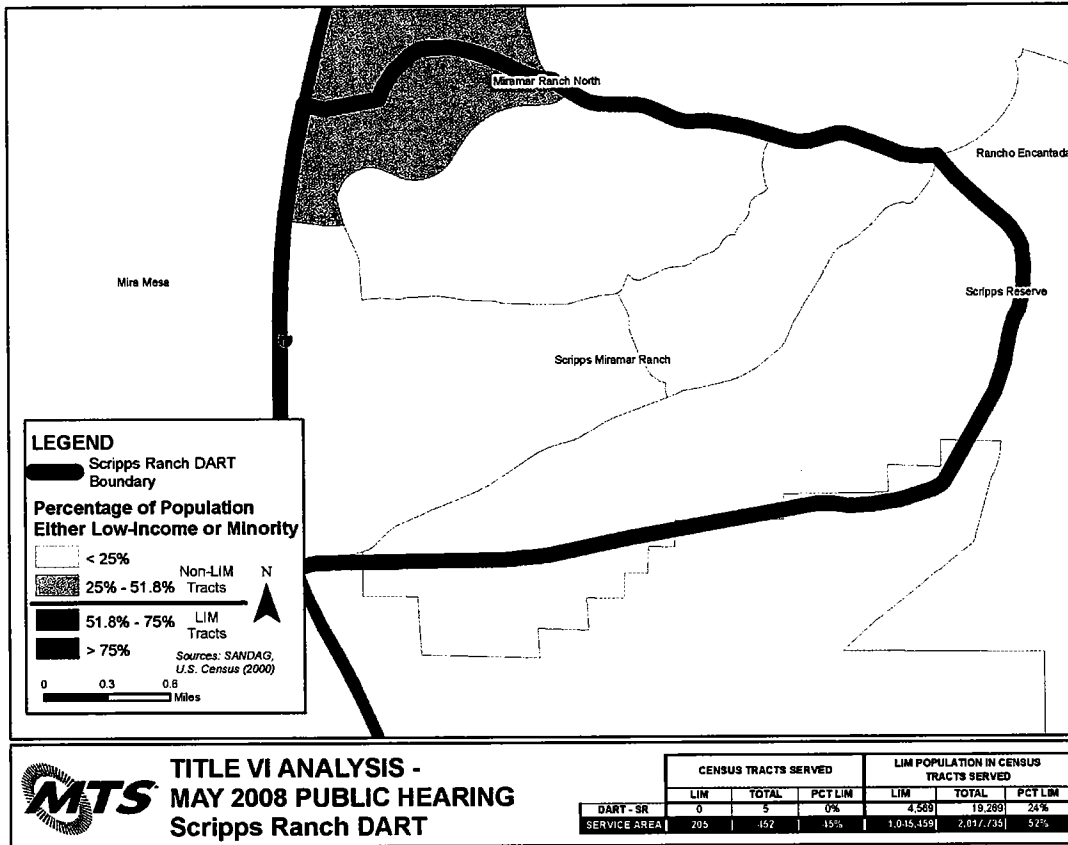 Miramar Ranch North
Rancho Encantada
Mira Mesa
Scripps Reserve
Scripps Miramar Ranch
LEGEND
Scripps Ranch DART
Boundary
Percentage of Population
Either Low-Income or Minority
< 25%
Non-LIM
Tracts
25% - 51.8%
N
51.8% - 75%
LIM
Tracts
> 75%
Sources: SANDAG,
U.S. Census (2000)
0 0.3 0.6
Miles
MTS
TITLE VI ANALYSIS -
MAY 2008 PUBLIC HEARING
Scripps Ranch DART
CENSUS TRACTS SERVED
LIM POPULATION IN CENSUS
TRACTS SERVED
LIM TOTAL PCT LIM LIM TOTAL PCT LIM
DART - SR 0 5 0% 4,569 19,269 24%
SERVICE AREA 205 452 45% 1,045,459 2,017,735 52%